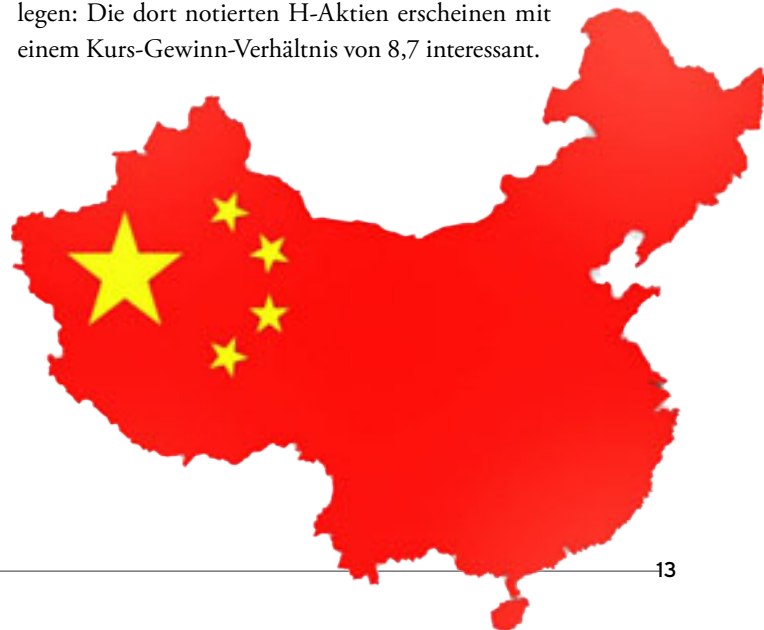 legen: Die dort notierten H-Aktien erscheinen mit
einem Kurs-Gewinn-Verhältnis von 8,7 interessant.
13